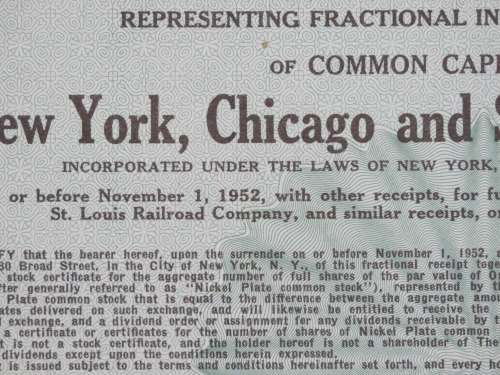 REPRESENTING FRACTIONAL IN
OF COMMON CAP
ew York, Chicago and S
INCORPORATED UNDER THE LAWS OF NEW YORK,
or before November 1, 1952, with other receipts, for fu
St. Louis Railroad Company, and similar receipts, o
FY that the bearer hereof, upon the surrender on or before November 1, 1952,
30 Broad Street, in the City of New York, N. Y., of this fractional receipt toge
stock certificate for the aggregate number of full shares of the par value of On
fter generally referred to as "Nickel Plate common stock"), represented by th
Plate common stock that is equal to the difference between the aggregate amou
ates delivered on such exchange, and will likewise be entitled to receive the
exchange, and a dividend order or assignment for any dividends receivable by t
a certificate or certificates for the number of shares of Nickel Plate common
t is not a stock certificate, and the holder hereof is not a shareholder of The
dividends except upon the conditions herein expressed.
is issued subject to the terms and conditions hereinafter set forth, and every ho